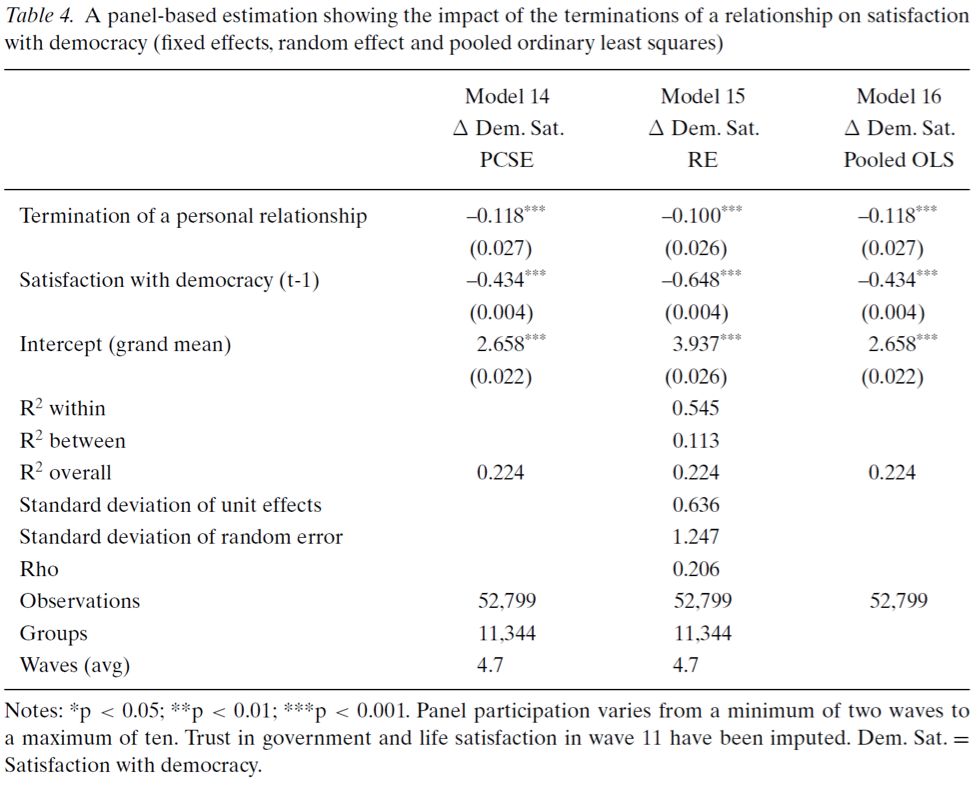 Table 4. A panel-based estimation showing the impact of the terminations of a relationship on satisfaction
with democracy (fixed effects, random effect and pooled ordinary least squares)
Model 14 Model 15 Model 16
Δ Dem. Sat. Δ Dem. Sat. Δ Dem. Sat.
PCSE RE Pooled OLS
Termination of a personal relationship –0.118*** –0.100*** –0.118***
(0.027) (0.026) (0.027)
Satisfaction with democracy (t-1) –0.434*** –0.648*** –0.434***
(0.004) (0.004) (0.004)
Intercept (grand mean) 2.658*** 3.937*** 2.658***
(0.022) (0.026) (0.022)
R² within 0.545
R² between 0.113
R² overall 0.224 0.224 0.224
Standard deviation of unit effects 0.636
Standard deviation of random error 1.247
Rho 0.206
Observations 52,799 52,799 52,799
Groups 11,344 11,344
Waves (avg) 4.7 4.7
Notes: *p < 0.05; **p < 0.01; ***p < 0.001. Panel participation varies from a minimum of two waves to
a maximum of ten. Trust in government and life satisfaction in wave 11 have been imputed. Dem. Sat. =
Satisfaction with democracy.